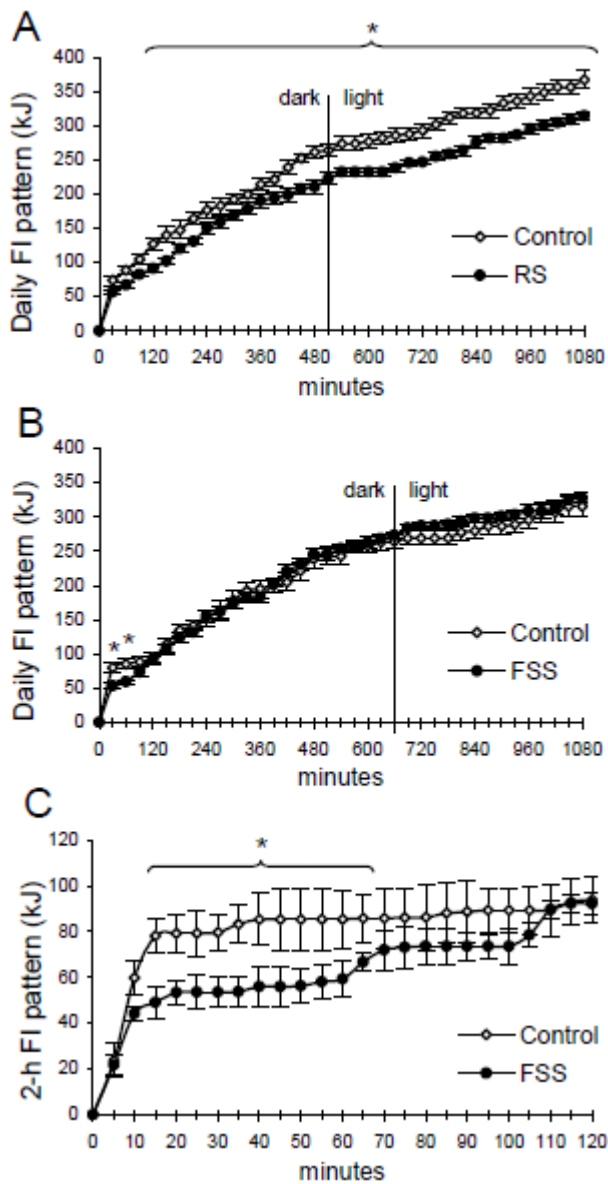 A
*
Daily FI pattern (kJ)
400
350
300
250
200
150
100
50
0
dark light
Control
RS
0 120 240 360 480 600 720 840 960 1080
minutes
B
Daily FI pattern (kJ)
400
350
300
250
200
150
100
50
0
dark light
* *
Control
FSS
0 120 240 360 480 600 720 840 960 1080
minutes
C
*
2-h FI pattern (kJ)
120
100
80
60
40
20
0
Control
FSS
0 10 20 30 40 50 60 70 80 90 100 110 120
minutes